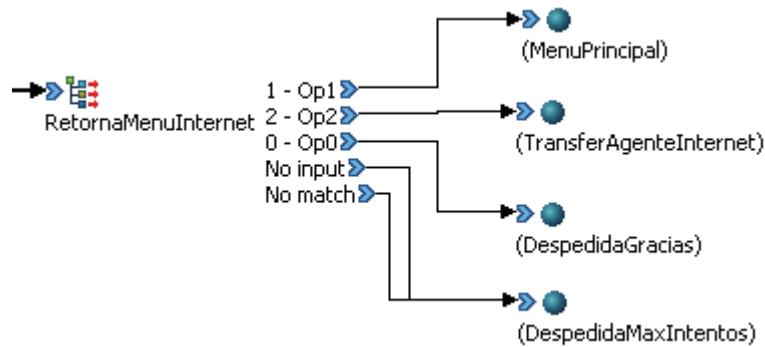 RetornaMenuInternet
1 - Op1
2 - Op2
0 - Op0
No input
No match
(MenuPrincipal)
(TransferAgenteInternet)
(DespedidaGracias)
(DespedidaMaxIntentos)